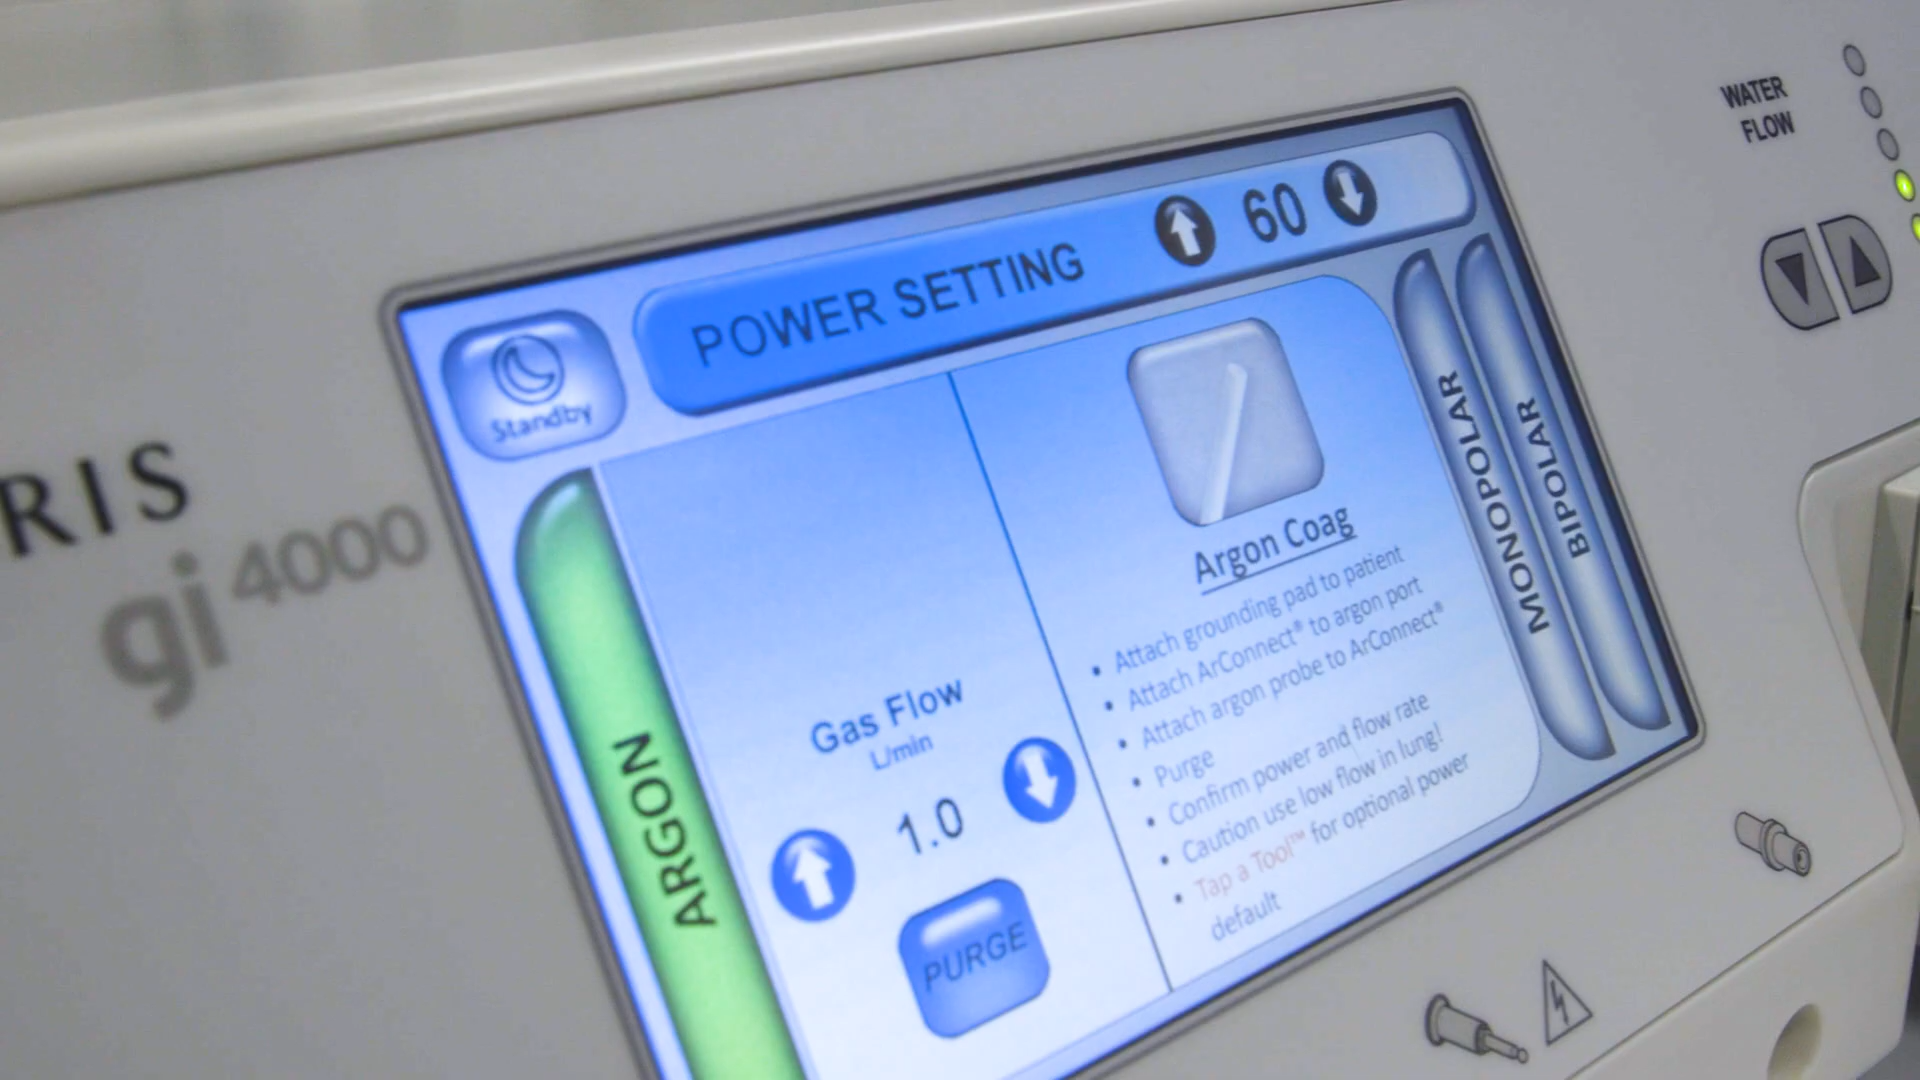 WATER
FLOW
POWER SETTING 60
Standby
RIS
gi4000
ARGON
Gas Flow
L/min
1.0
PURGE
Argon Coag
• Attach grounding pad to patient
• Attach ArConnect® to argon port
• Attach argon probe to ArConnect®
• Purge
• Confirm power and flow rate
• Caution use low flow in lung!
• Tap a Tool™ for optional power
default
MONOPOLAR
BIPOLAR